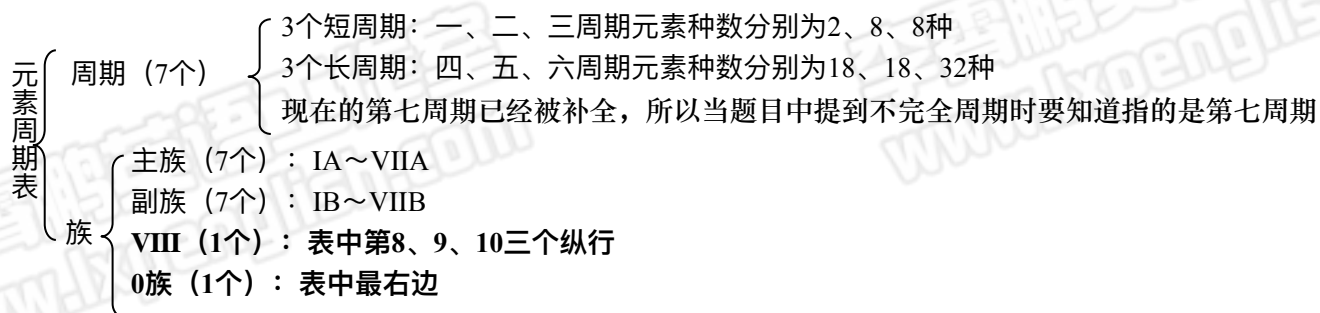 元素周期表
周期（7个）
3个短周期：一、二、三周期元素种数分别为2、8、8种
3个长周期：四、五、六周期元素种数分别为18、18、32种
现在的第七周期已经被补全，所以当题目中提到不完全周期时要知道指的是第七周期
族
主族（7个）：IA～VIIA
副族（7个）：IB～VIIB
VIII（1个）：表中第8、9、10三个纵行
0族（1个）：表中最右边